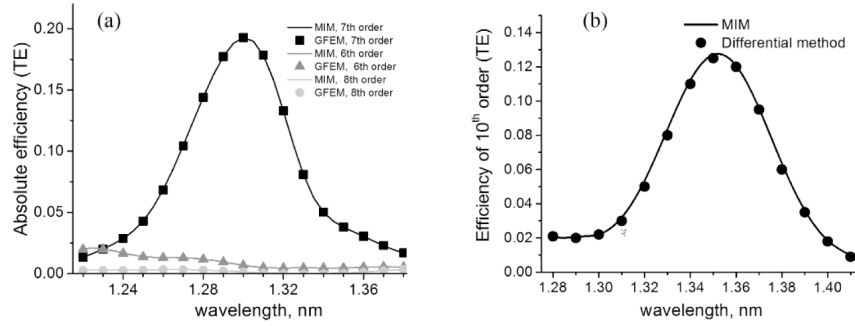 (a)
MIM, 7th order
GFEM, 7th order
MIM, 6th order
GFEM, 6th order
MIM, 8th order
GFEM, 8th order
Absolute efficiency (TE)
0.20
0.15
0.10
0.05
0.00
1.24 1.28 1.32 1.36
wavelength, nm
(b)
MIM
Differential method
Efficiency of 10th order (TE)
0.14
0.12
0.10
0.08
0.06
0.04
0.02
0.00
1.28 1.30 1.32 1.34 1.36 1.38 1.40
wavelength, nm